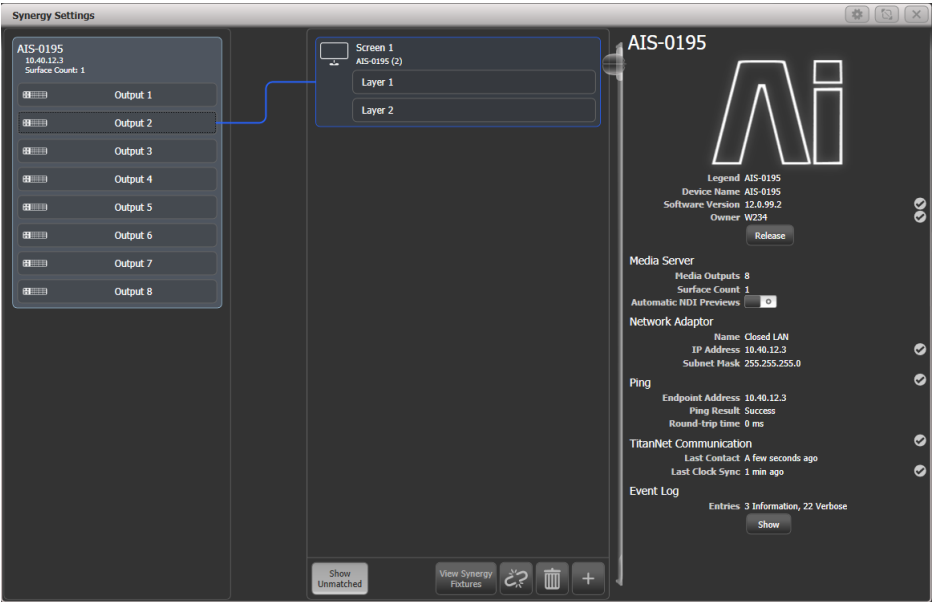 Synergy Settings
AIS-0195
10.40.12.3
Surface Count: 1
Output 1
Output 2
Output 3
Output 4
Output 5
Output 6
Output 7
Output 8
Screen 1
AIS-0195 (2)
Layer 1
Layer 2
Show
Unmatched
View Synergy
Fixtures
+
AIS-0195
Ai
Legend AIS-0195
Device Name AIS-0195
Software Version 12.0.99.2
Owner W234
Release
Media Server
Media Outputs 8
Surface Count 1
Automatic NDI Previews
Network Adaptor
Name Closed LAN
IP Address 10.40.12.3
Subnet Mask 255.255.255.0
Ping
Endpoint Address 10.40.12.3
Ping Result Success
Round-trip time 0 ms
TitanNet Communication
Last Contact A few seconds ago
Last Clock Sync 1 min ago
Event Log
Entries 3 Information, 22 Verbose
Show